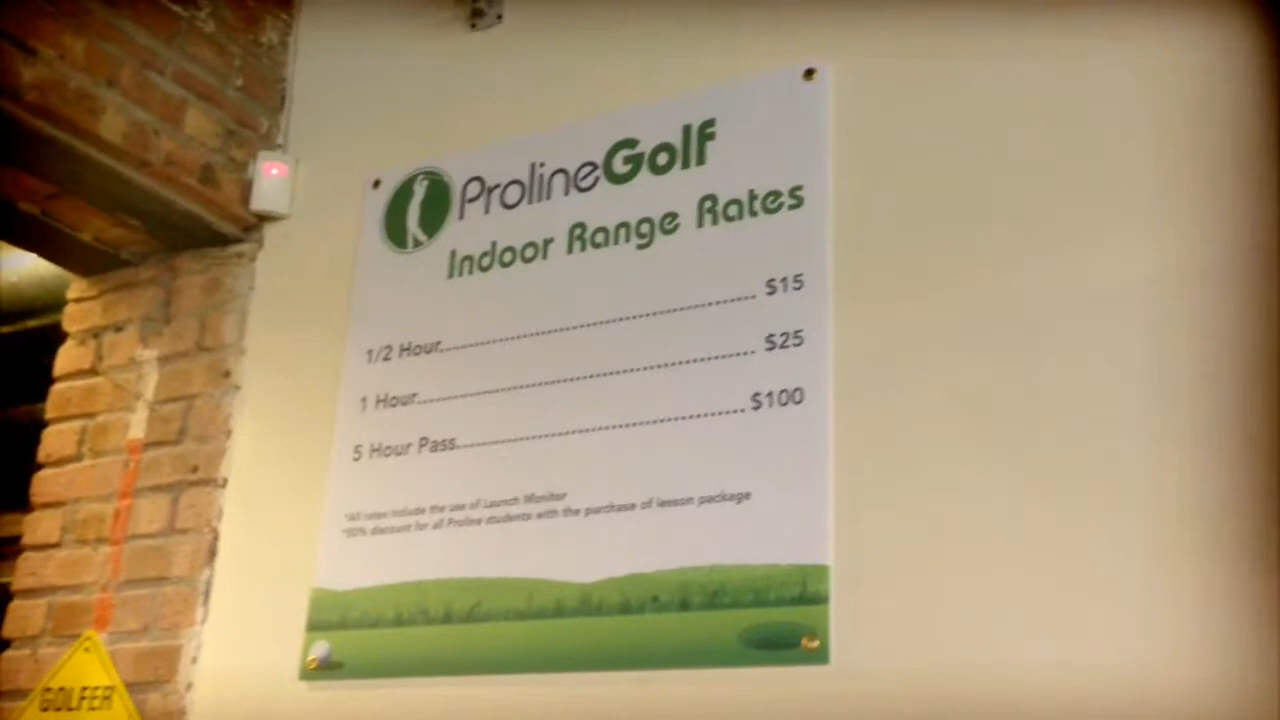 ProlineGolf
Indoor Range Rates
1/2 Hour........................................ $15
1 Hour............................................. $25
5 Hour Pass...................................... $100
*All rates include the use of Launch Monitor
*50% discount for all Proline students with the purchase of lesson package
GOLFER